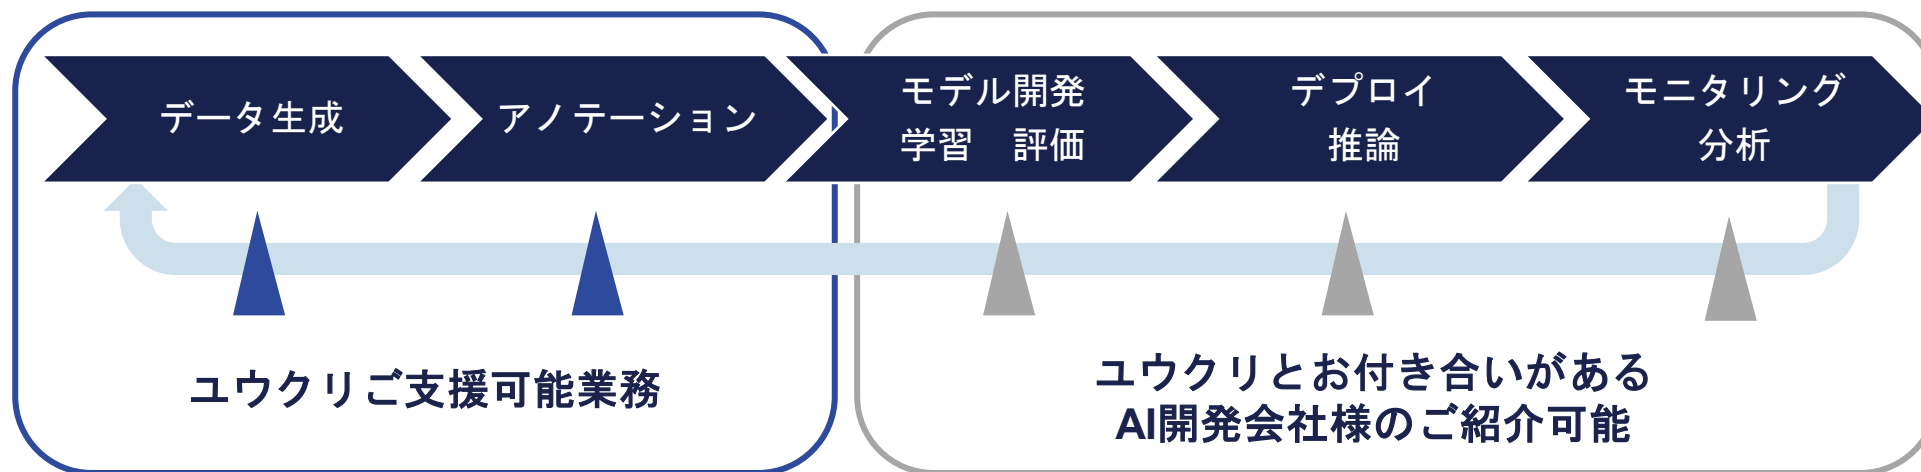 データ生成
アノテーション
モデル開発
学習　評価
デプロイ
推論
モニタリング
分析
ユウクリご支援可能業務
ユウクリとお付き合いがある
AI開発会社様のご紹介可能